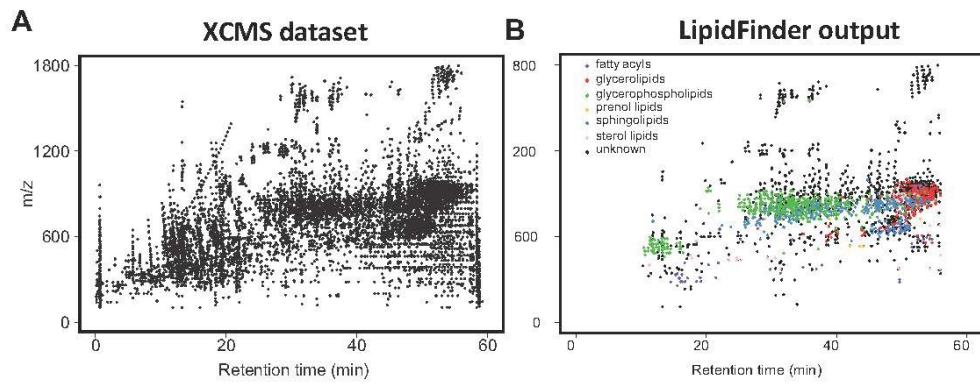 A
XCMS dataset
1800
1200
600
0
m/z
0 20 40 60
Retention time (min)
B
LipidFinder output
800
200
600
0
fatty acyls
glycerolipids
glycerophospholipids
prenol lipids
sphingolipids
sterol lipids
unknown
0 20 40 60
Retention time (min)